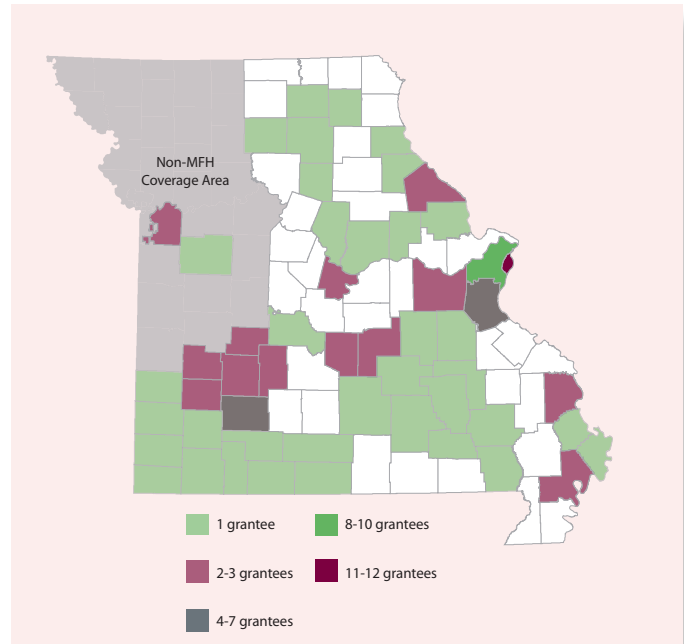 Non-MFH
Coverage Area
1 grantee
8-10 grantees
2-3 grantees
11-12 grantees
4-7 grantees